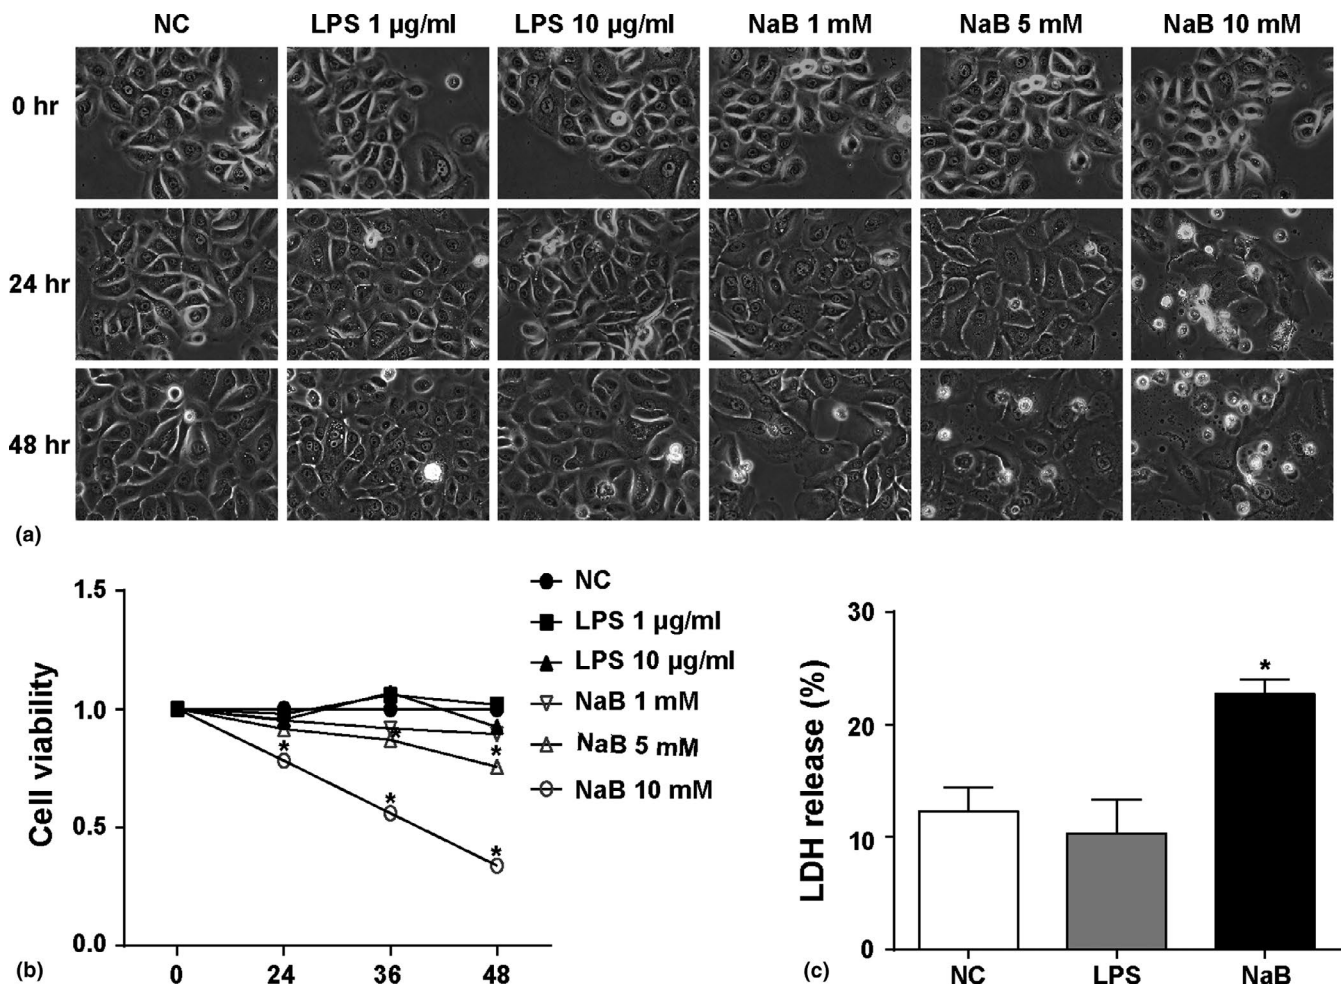 NC LPS 1 µg/ml LPS 10 µg/ml NaB 1 mM NaB 5 mM NaB 10 mM
0 hr
24 hr
48 hr
(a)
1.5
1.0
0.5
0.0
Cell viability
0 24 36 48
* * * * *
NC
LPS 1 µg/ml
LPS 10 µg/ml
NaB 1 mM
NaB 5 mM
NaB 10 mM
(b)
30
20
10
0
LDH release (%)
*
NC LPS NaB
(c)